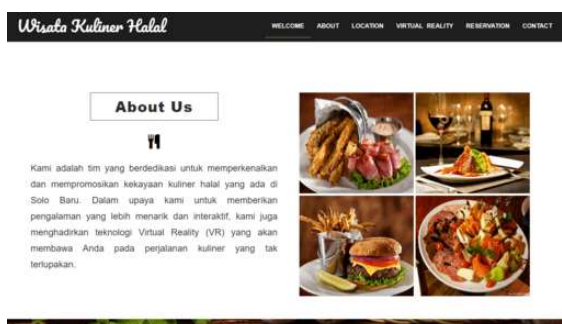 Wisata Kuliner Halal
WELCOME ABOUT LOCATION VIRTUAL REALITY RESERVATION CONTACT
About Us
Kami adalah tim yang berdedikasi untuk memperkenalkan
dan mempromosikan kekayaan kuliner halal yang ada di
Solo Baru. Dalam upaya kami untuk memberikan
pengalaman yang lebih menarik dan interaktif, kami juga
menghadirkan teknologi Virtual Reality (VR) yang akan
membawa Anda pada perjalanan kuliner yang tak
terlupakan.